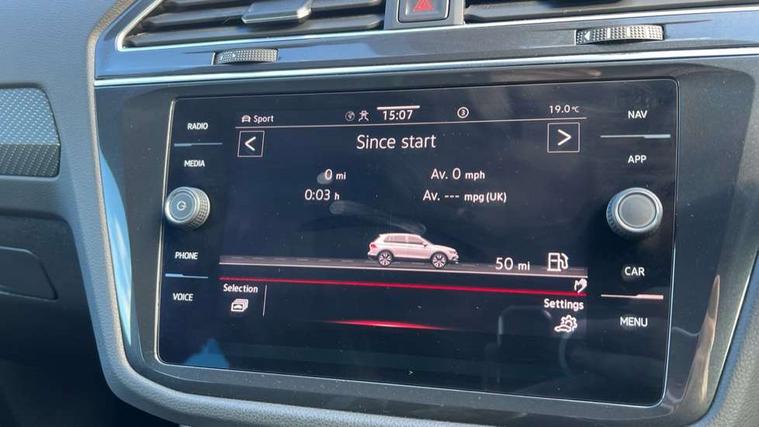 RADIO
MEDIA
PHONE
VOICE
Sport
15:07
3
19.0°C
< Since start >
0 mi Av. 0 mph
0:03 h Av. --- mpg (UK)
50 mi
Selection
Settings
NAV
APP
CAR
MENU